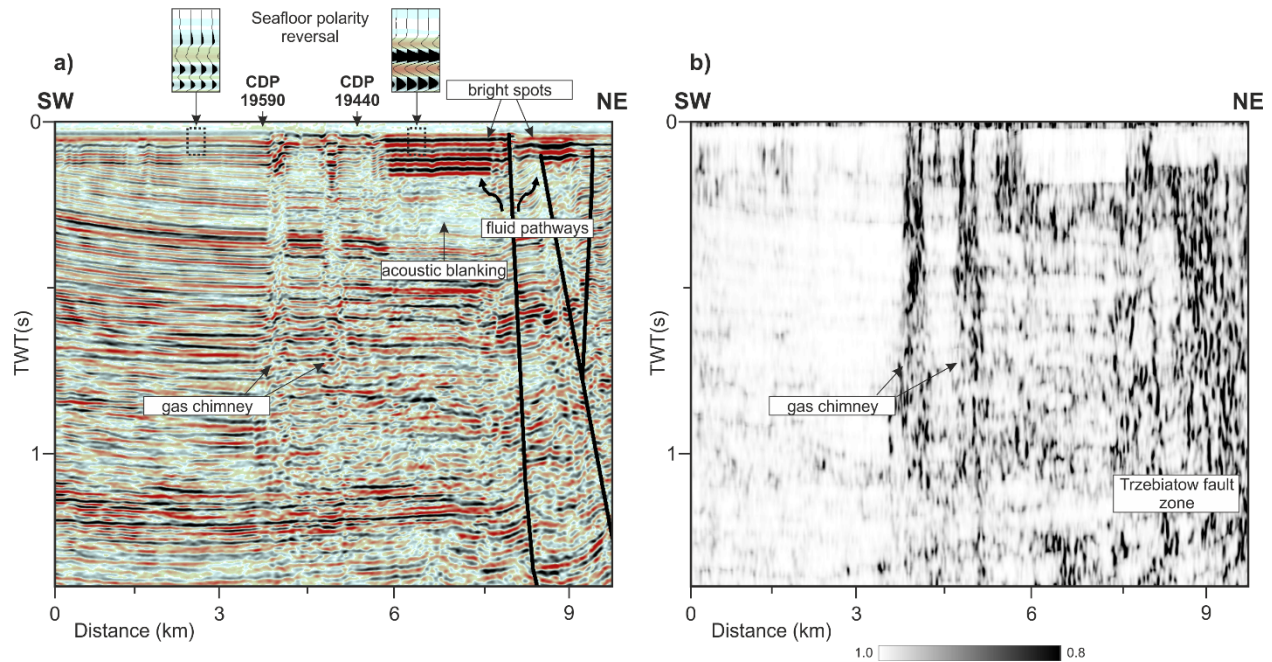 Seafloor polarity
reversal
a)
CDP
19590
CDP
19440
bright spots
SW
NE
0
1
TWT(s)
fluid pathways
acoustic blanking
gas chimney
0
3
6
9
Distance (km)
b)
SW
NE
0
1
TWT(s)
gas chimney
Trzebiatow fault
zone
0
3
6
9
Distance (km)
1.0
0.8